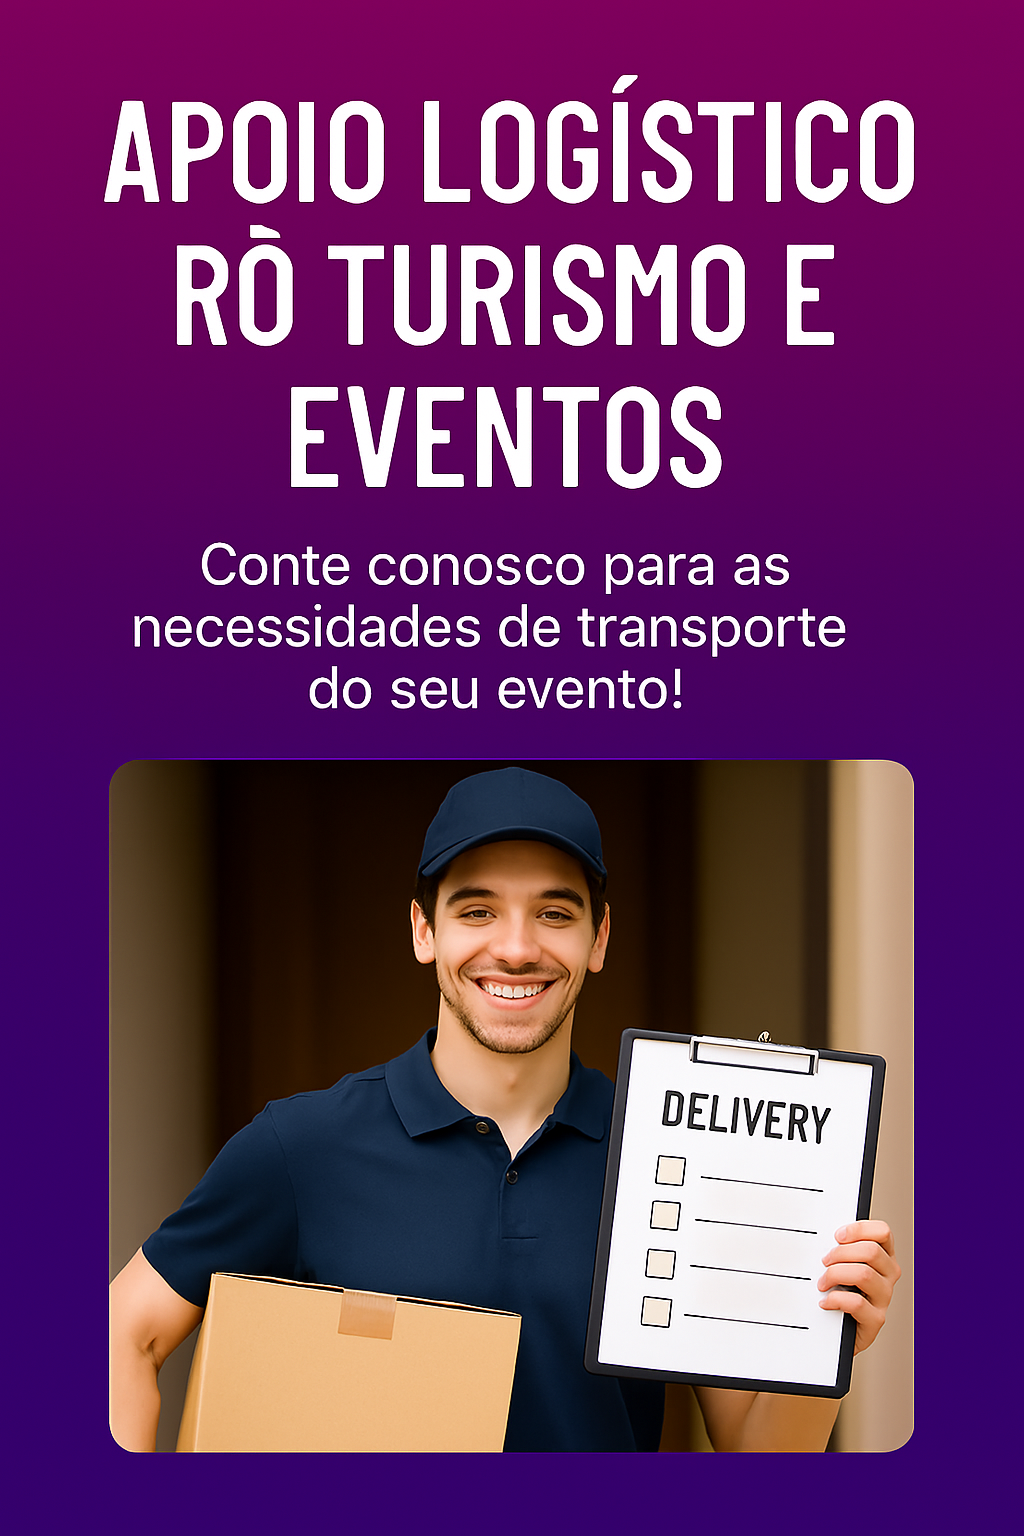 APOIO LOGÍSTICO
RÒ TURISMO E
EVENTOS
Conte conosco para as
necessidades de transporte
do seu evento!
DELIVERY